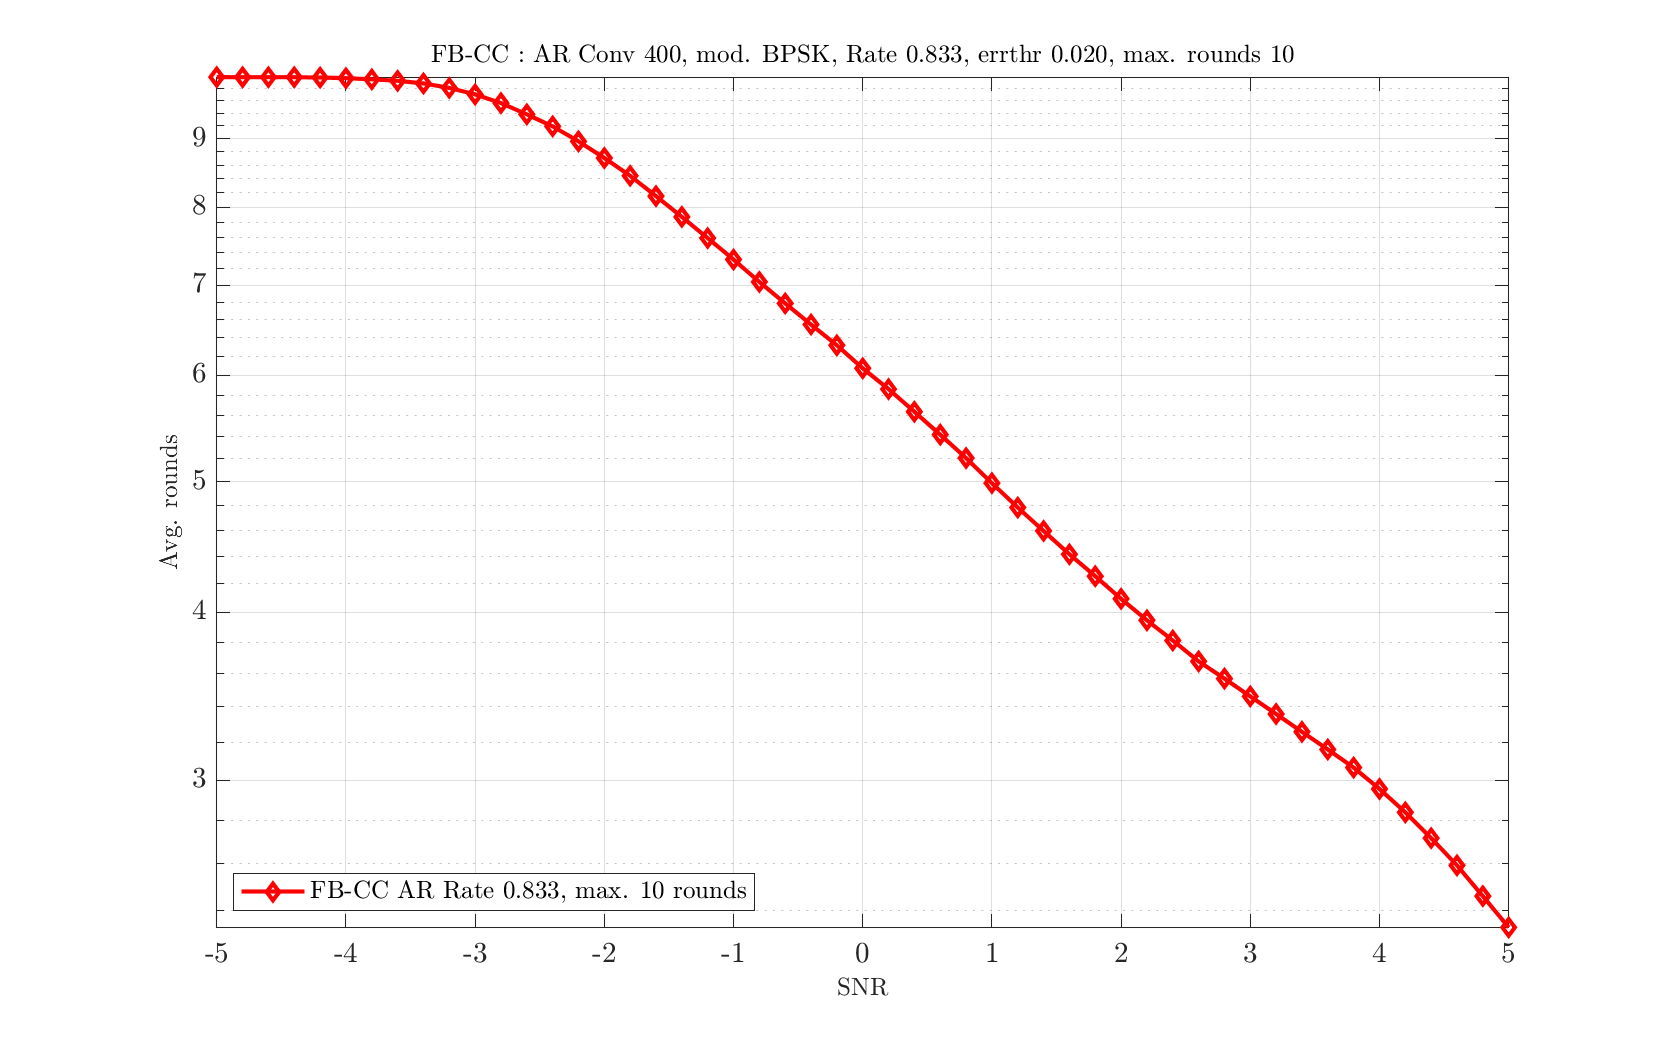 FB-CC : AR Conv 400, mod. BPSK, Rate 0.833, errthr 0.020, max. rounds 10
9
8
7
6
5
4
3
Avg. rounds
FB-CC AR Rate 0.833, max. 10 rounds
-5 -4 -3 -2 -1 0 1 2 3 4 5
SNR